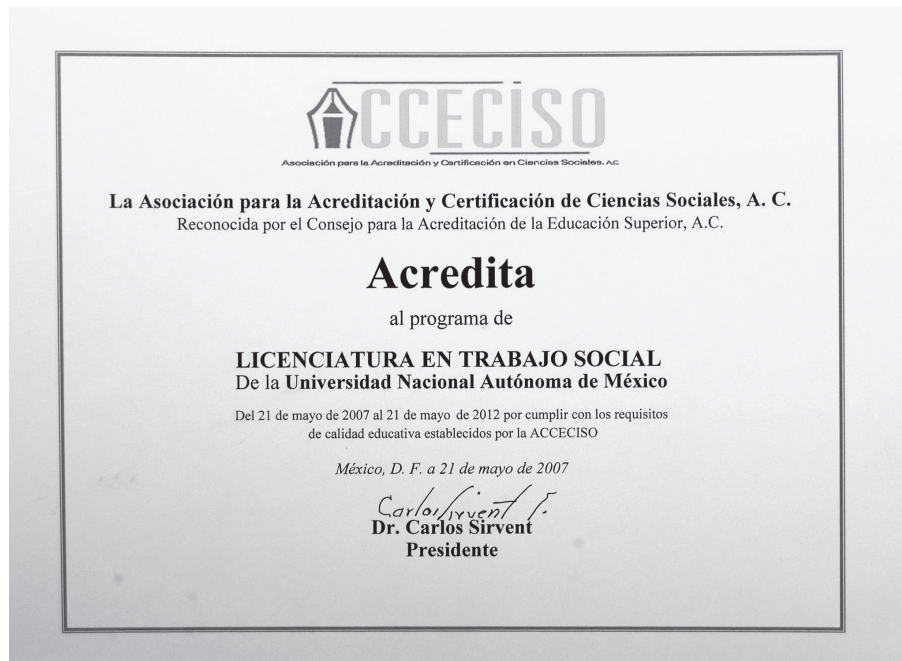 ACCECISO
Asociación para la Acreditación y Certificación en Ciencias Sociales, AC
La Asociación para la Acreditación y Certificación de Ciencias Sociales, A. C.
Reconocida por el Consejo para la Acreditación de la Educación Superior, A.C.
Acredita
al programa de
LICENCIATURA EN TRABAJO SOCIAL
De la Universidad Nacional Autónoma de México
Del 21 de mayo de 2007 al 21 de mayo de 2012 por cumplir con los requisitos
de calidad educativa establecidos por la ACCECISO
México, D. F. a 21 de mayo de 2007
Carlos Sirvent F.
Dr. Carlos Sirvent
Presidente